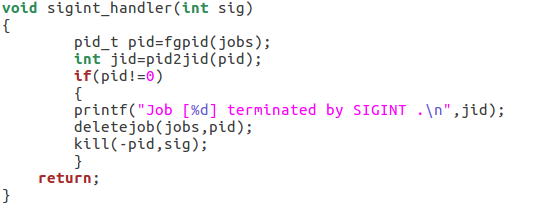 void sigint_handler(int sig)
{
        pid_t pid=fgpid(jobs);
        int jid=pid2jid(pid);
        if(pid!=0)
        {
        printf("Job [%d] terminated by SIGINT .\n",jid);
        deletejob(jobs,pid);
        kill(-pid,sig);
        }
    return;
}